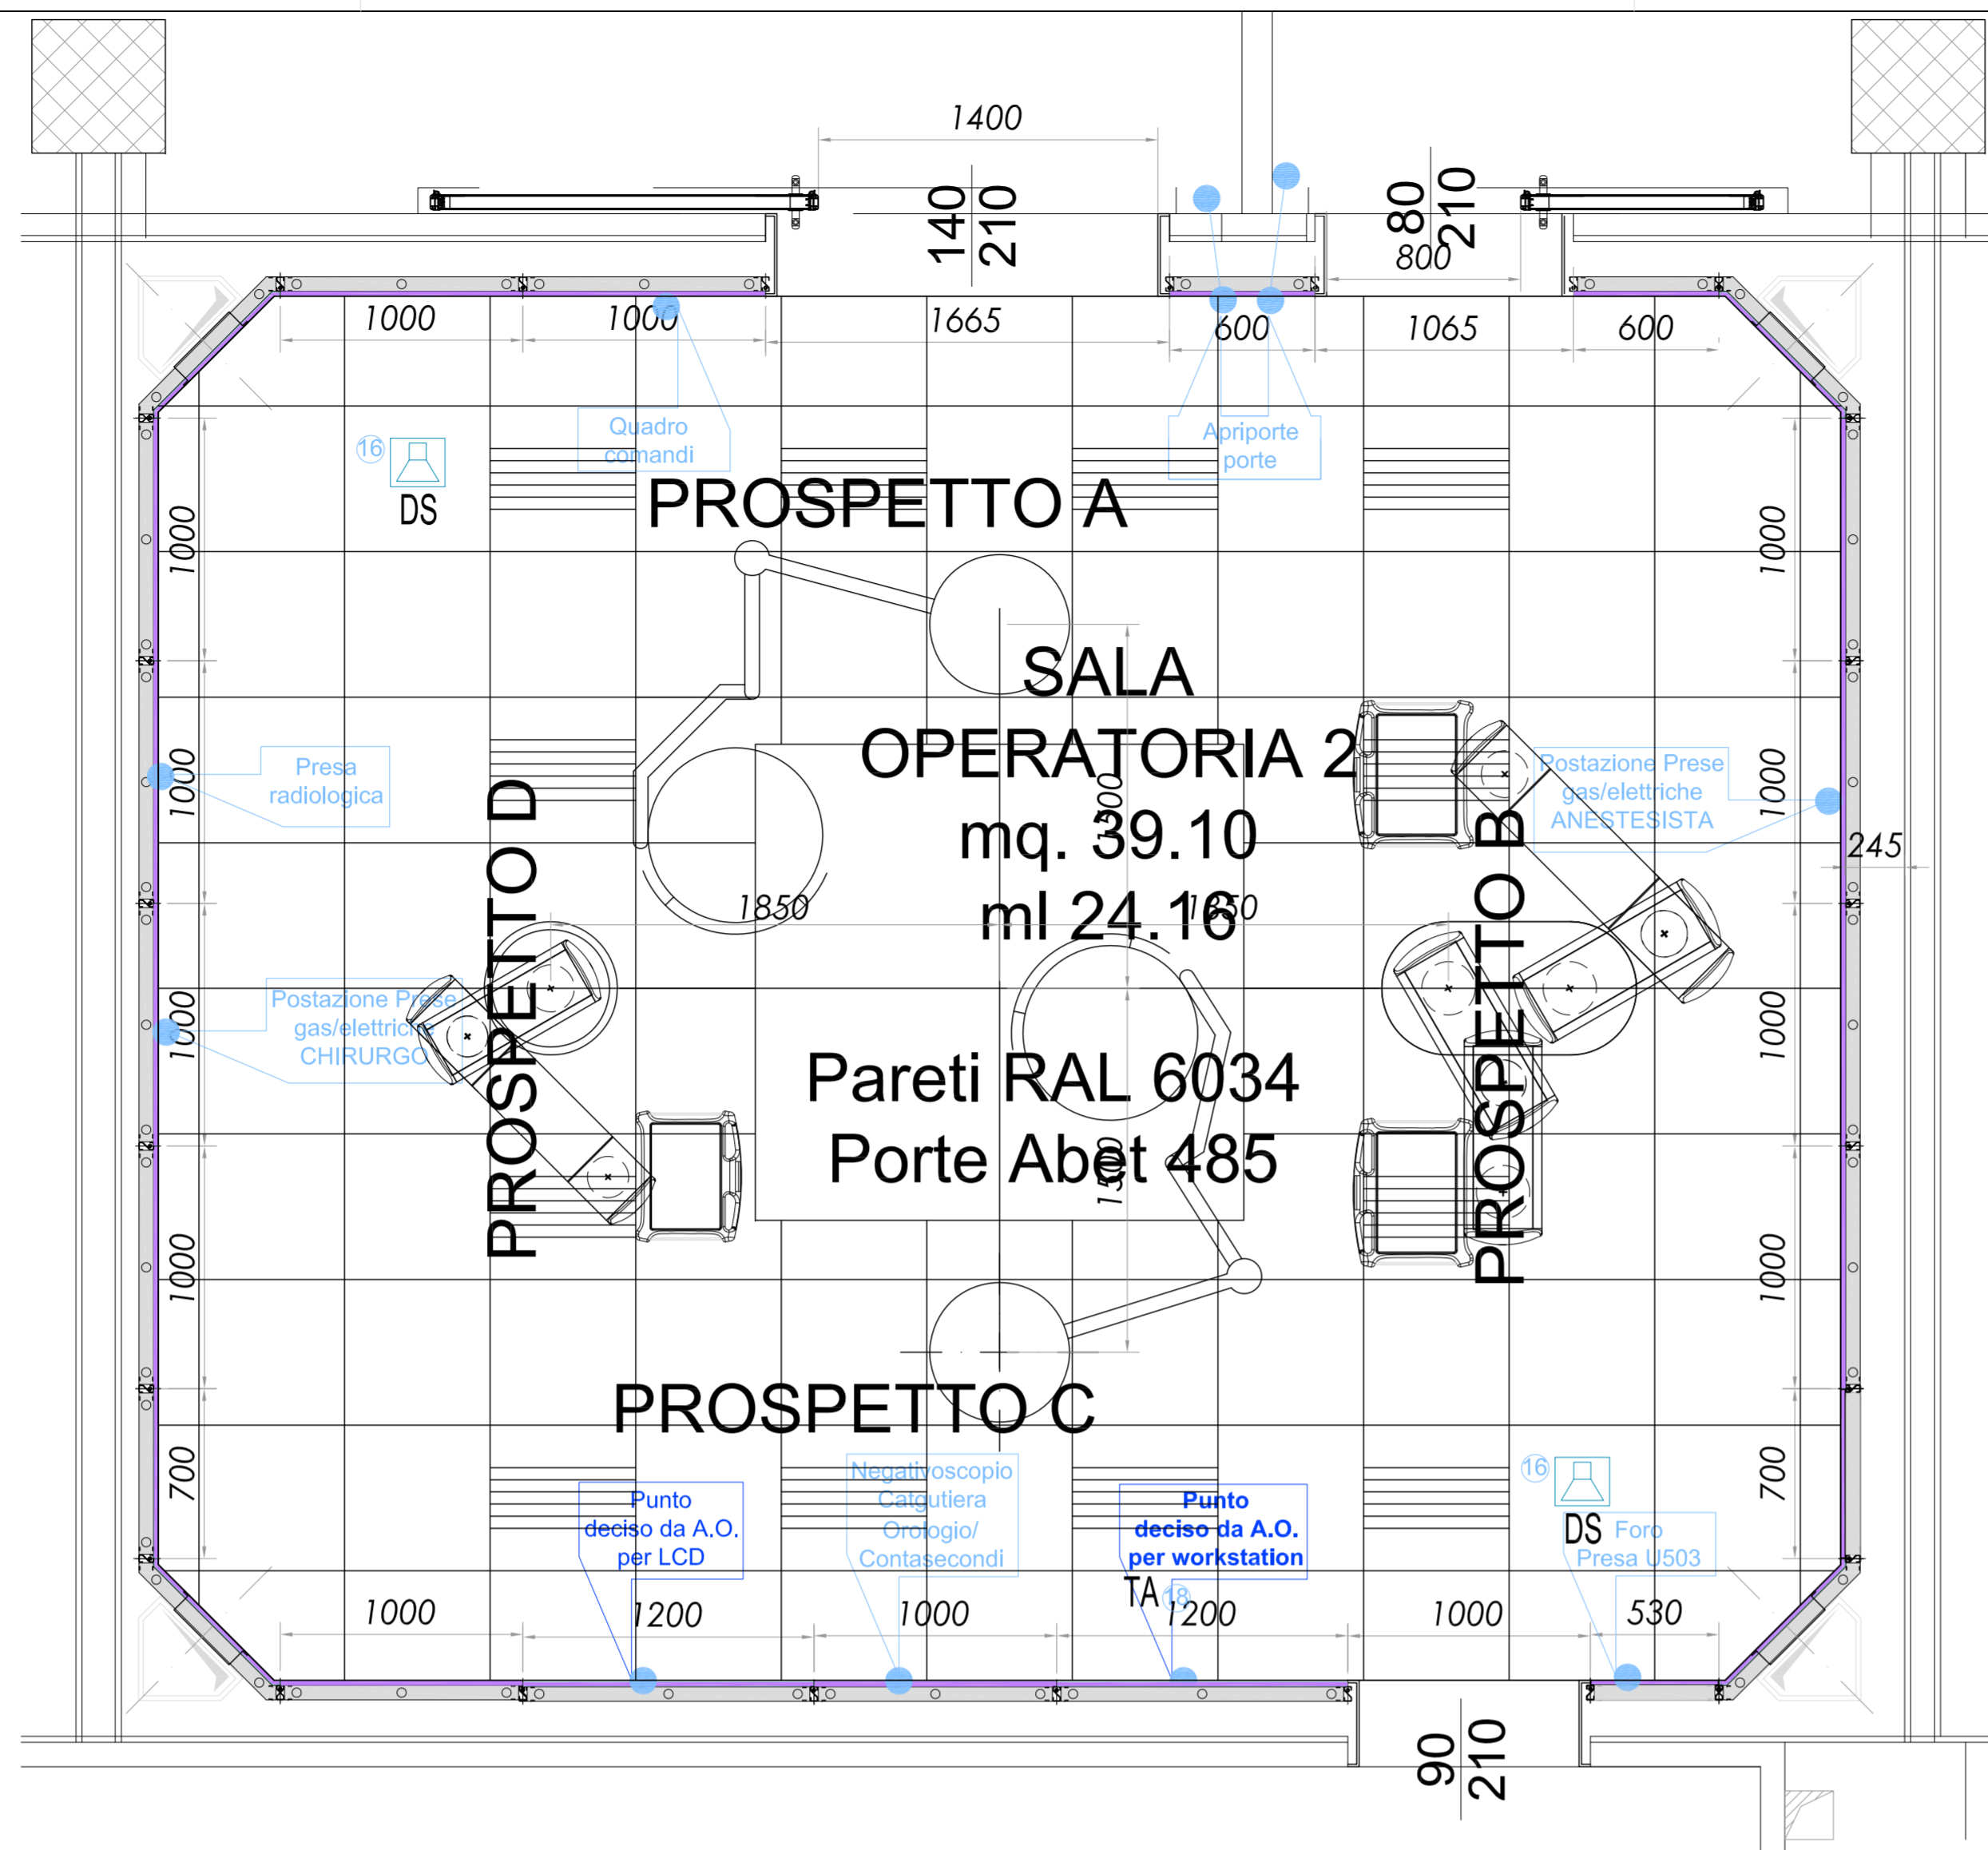 1400
140
210
80
210
800
1000
1000
1665
600
1065
600
Quadro
comandi
Apriporte
porte
16
DS
PROSPETTO A
1000
1000
SALA
OPERATORIA 2
mq. 39.10
ml 24.16
1500
Presa
radiologica
1000
Postazione Prese
gas/elettriche
ANESTESISTA
1000
245
PROSPETTO D
PROSPETTO B
1850
1850
Postazione Prese
gas/elettriche
CHIRURGO
1000
1000
Pareti RAL 6034
Porte Abet 485
1500
1000
1000
PROSPETTO C
700
700
Punto
deciso da A.O.
per LCD
Negativoscopio
Catgutiera
Orologio/
Contasecondi
Punto
deciso da A.O.
per workstation
TA 18
16
DS
Foro
Presa U503
1000
1200
1000
1200
1000
530
90
210